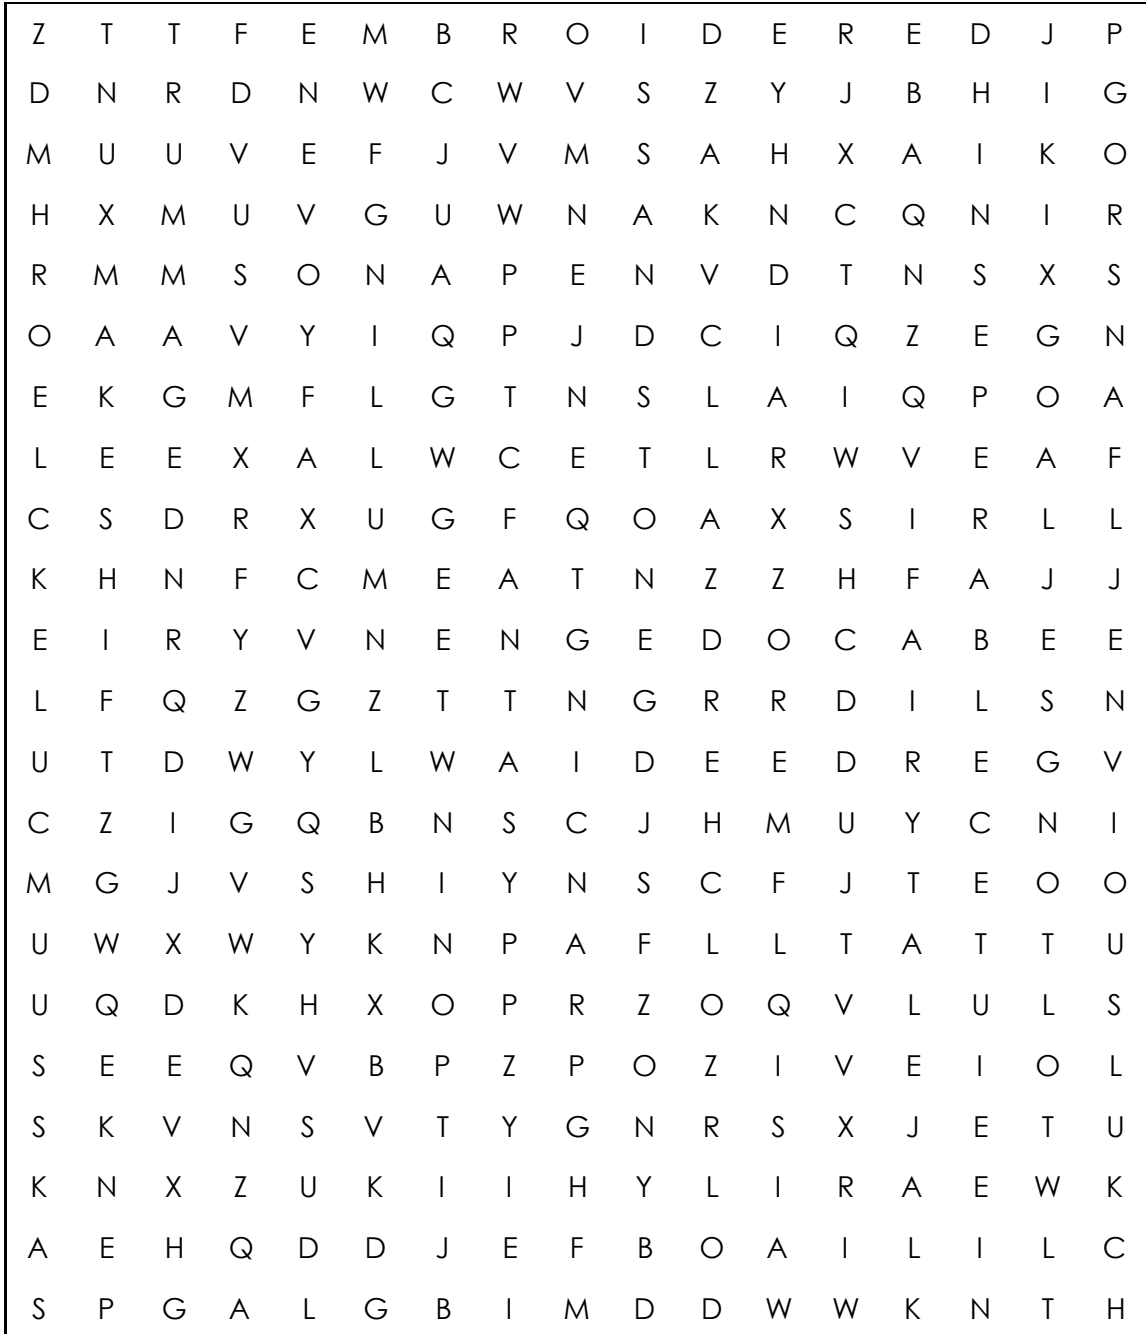 Z T T F E M B R O I D E R E D J P
D N R D N W C W V S Z Y J B H I G
M U U V E F J V M S A H X A I K O
H X M U V G U W N A K N C Q N I R
R M M S O N A P E N V D T N S X S
O A A V Y I Q P J D C I Q Z E G N
E K G M F L G T N S L A I Q P O A
L E E X A L W C E T L R W V E A F
C S D R X U G F Q O A X S I R L L
K H N F C M E A T N Z Z H F A J J
E I R Y V N E N G E D O C A B E E
L F Q Z G Z T T N G R R D I L S N
U T D W Y L W A I D E E D R E G V
C Z I G Q B N S C J H M U Y C N I
M G J V S H I Y N S C F J T E O O
U W X W Y K N P A F L L T A T T U
U Q D K H X O P R Z O Q V L U L S
S E E Q V B P Z P O Z I V E I O L
S K V N S V T Y G N R S X J E T U
K N X Z U K I I H Y L I R A E W K
A E H Q D D J E F B O A I L I L C
S P G A L G B I M D D W W K N T H